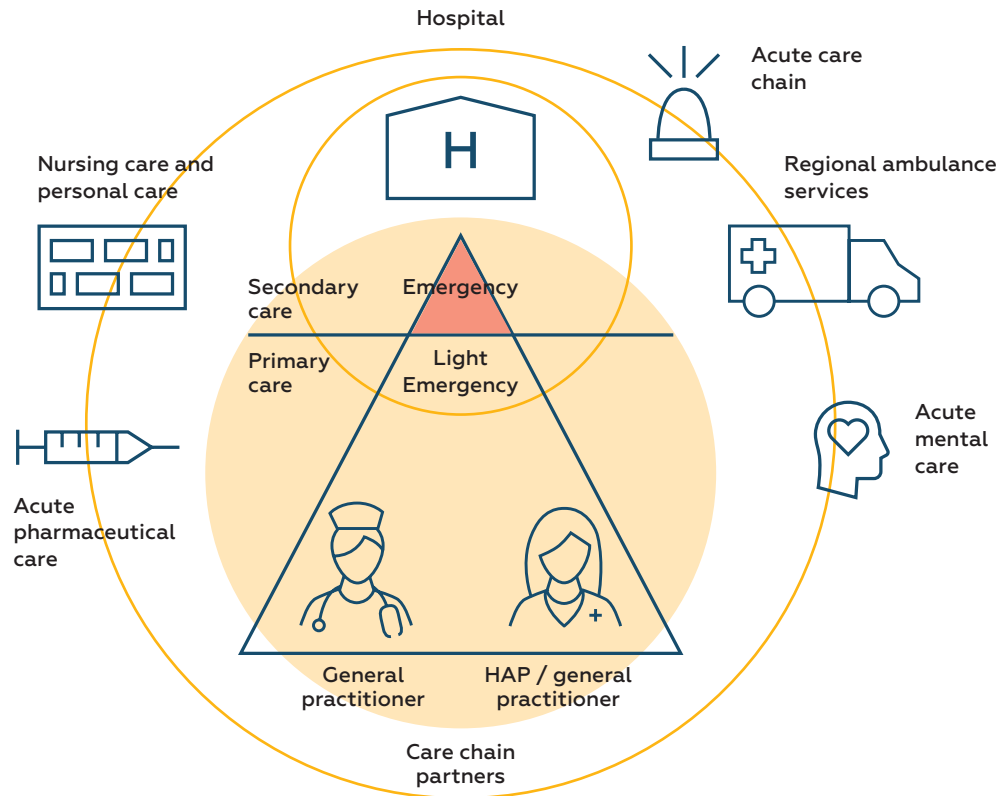 Hospital
Acute care
chain
H
Nursing care and
personal care
Regional ambulance
services
Secondary
care
Emergency
Primary
care
Light
Emergency
Acute
mental
care
Acute
pharmaceutical
care
General
practitioner
HAP / general
practitioner
Care chain
partners